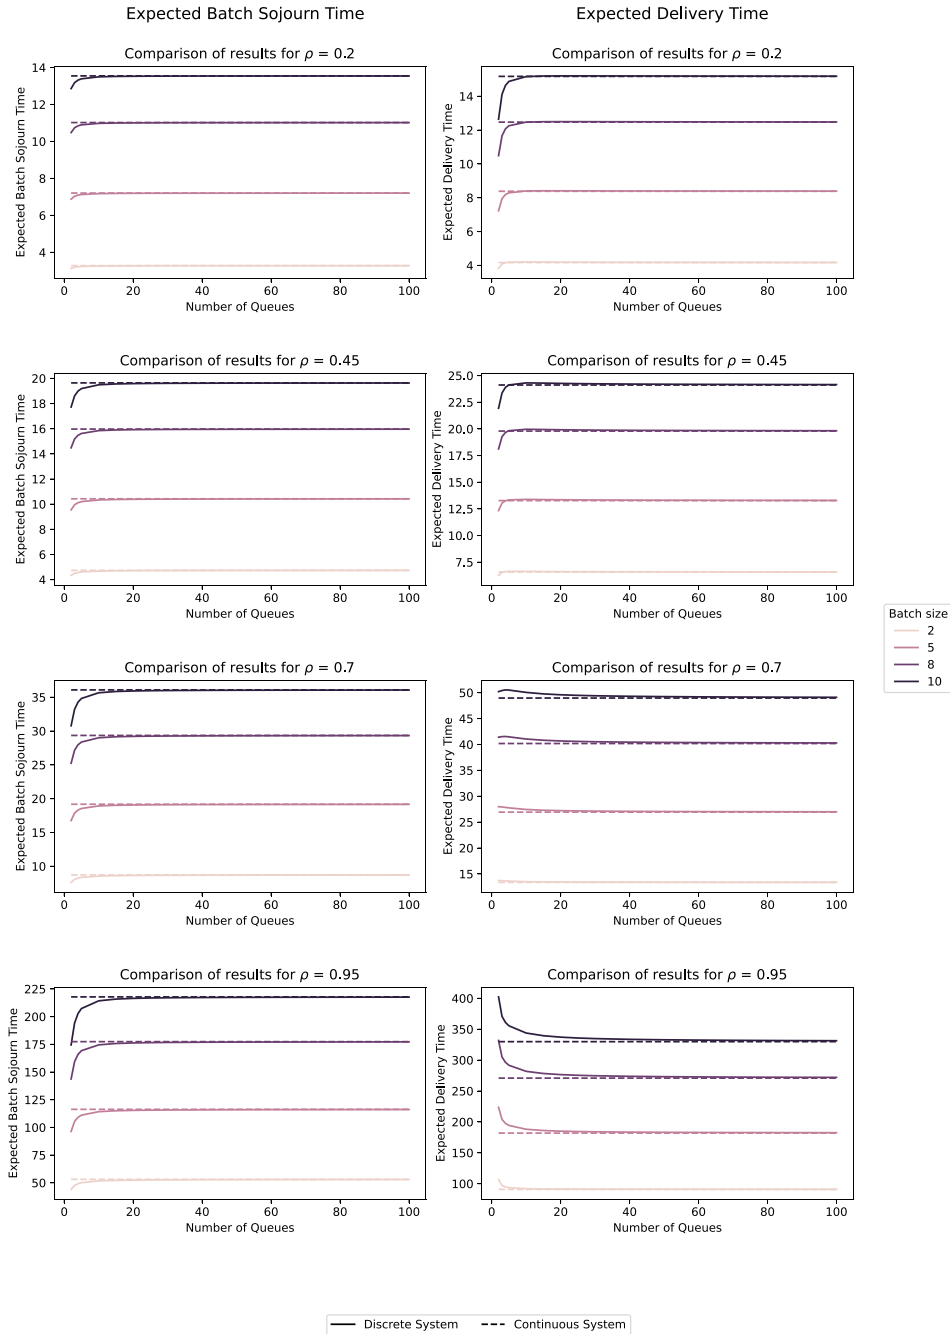 Expected Batch Sojourn Time
Expected Delivery Time
Comparison of results for ρ = 0.2
Expected Batch Sojourn Time
14
12
10
8
6
4
0 20 40 60 80 100
Number of Queues
Comparison of results for ρ = 0.2
Expected Delivery Time
14
12
10
8
6
4
0 20 40 60 80 100
Number of Queues
Comparison of results for ρ = 0.45
Expected Batch Sojourn Time
20
18
16
14
12
10
8
6
4
0 20 40 60 80 100
Number of Queues
Comparison of results for ρ = 0.45
Expected Delivery Time
25.0
22.5
20.0
17.5
15.0
12.5
10.0
7.5
0 20 40 60 80 100
Number of Queues
Batch size
2
5
8
10
Comparison of results for ρ = 0.7
Expected Batch Sojourn Time
35
30
25
20
15
10
0 20 40 60 80 100
Number of Queues
Comparison of results for ρ = 0.7
Expected Delivery Time
50
45
40
35
30
25
20
15
0 20 40 60 80 100
Number of Queues
Comparison of results for ρ = 0.95
Expected Batch Sojourn Time
225
200
175
150
125
100
75
50
0 20 40 60 80 100
Number of Queues
Comparison of results for ρ = 0.95
Expected Delivery Time
400
350
300
250
200
150
100
0 20 40 60 80 100
Number of Queues
Discrete System Continuous System